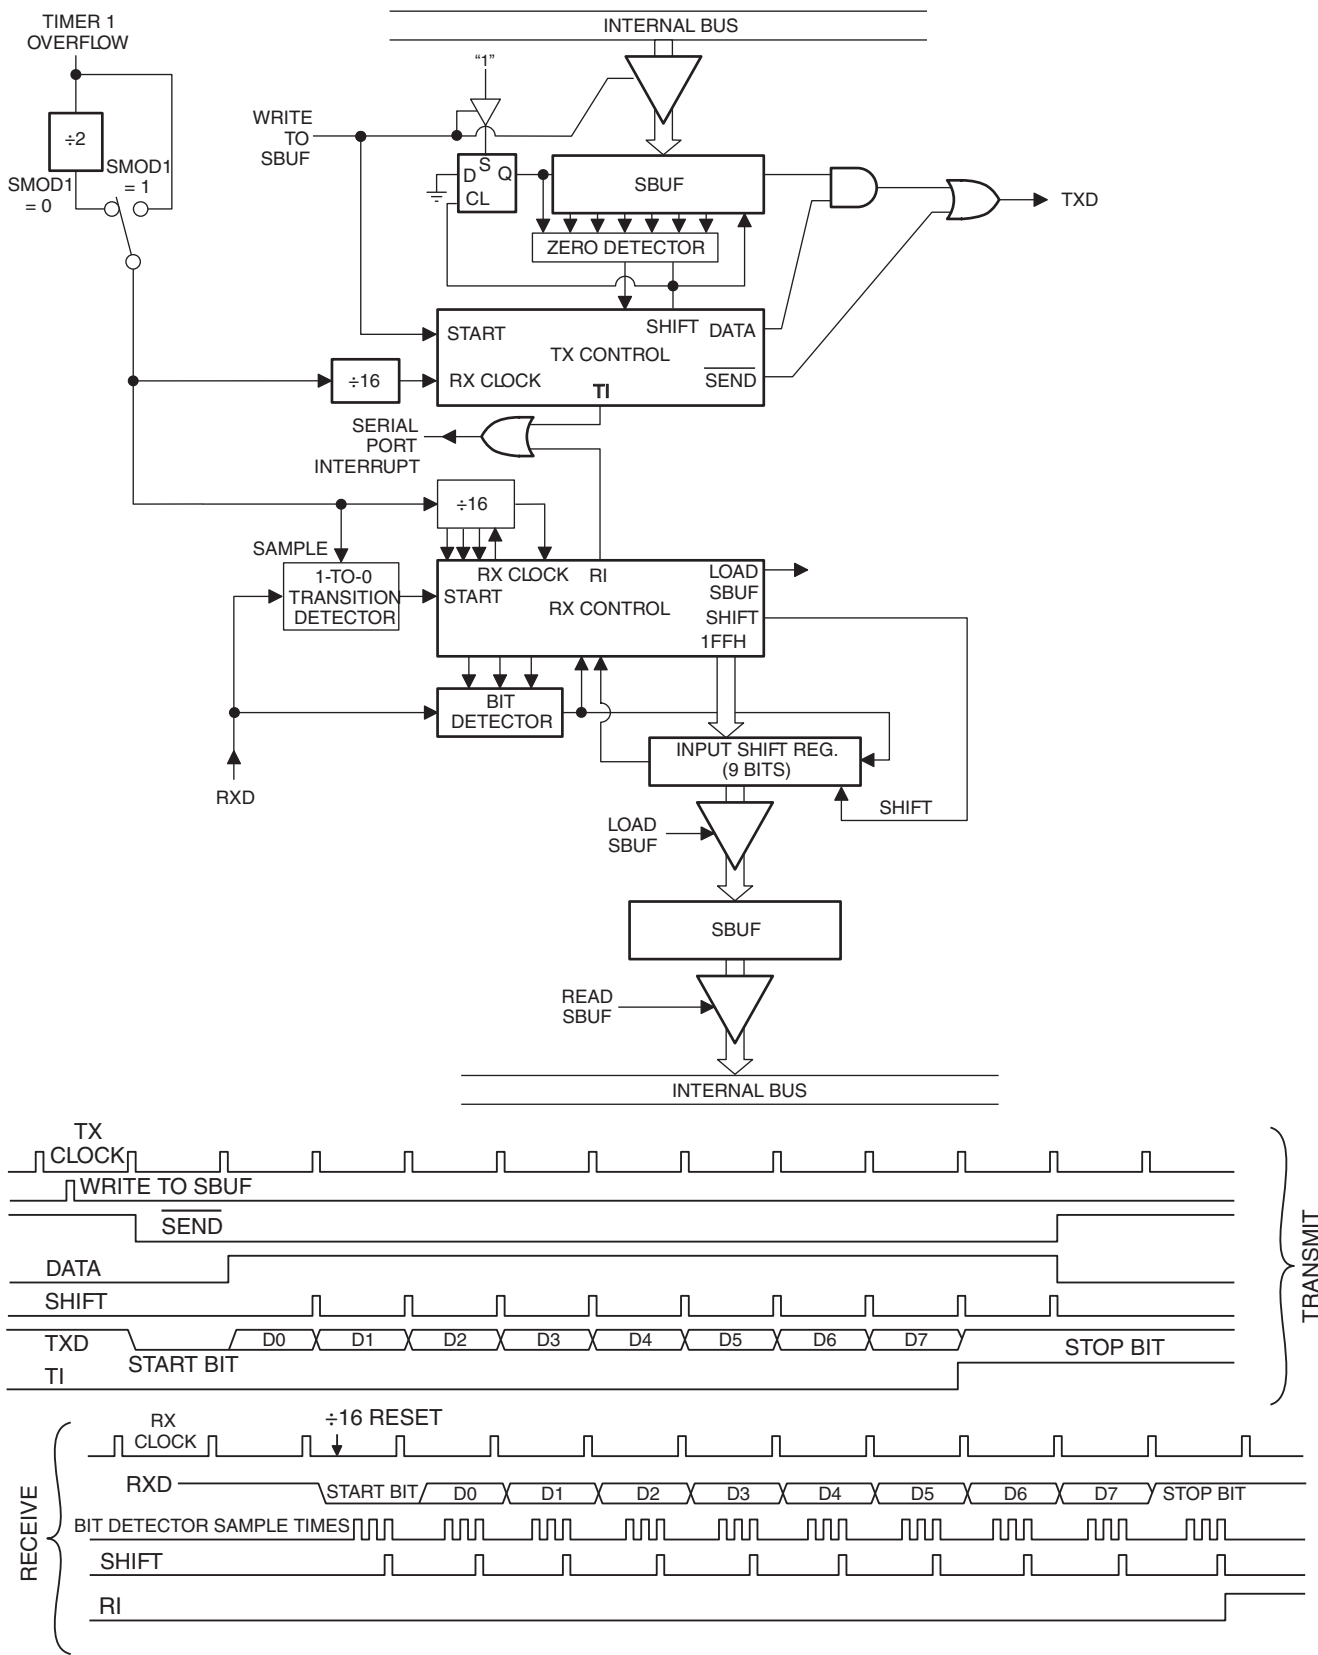 TIMER 1
OVERFLOW
÷2
SMOD1
= 0
SMOD1
= 1
INTERNAL BUS
"1"
WRITE
TO
SBUF
D
S
Q
CL
SBUF
ZERO DETECTOR
TXD
START
SHIFT
DATA
TX CONTROL
÷16
RX CLOCK
SEND
TI
SERIAL
PORT
INTERRUPT
÷16
SAMPLE
1-TO-0
TRANSITION
DETECTOR
RX CLOCK
RI
LOAD
SBUF
START
RX CONTROL
SHIFT
1FFH
BIT
DETECTOR
INPUT SHIFT REG.
(9 BITS)
RXD
SHIFT
LOAD
SBUF
SBUF
READ
SBUF
INTERNAL BUS
TX
CLOCK
WRITE TO SBUF
SEND
DATA
SHIFT
TXD
START BIT
D0 D1 D2 D3 D4 D5 D6 D7
STOP BIT
TI
TRANSMIT
RX
CLOCK
÷16 RESET
RXD
START BIT D0 D1 D2 D3 D4 D5 D6 D7 STOP BIT
BIT DETECTOR SAMPLE TIMES
SHIFT
RI
RECEIVE